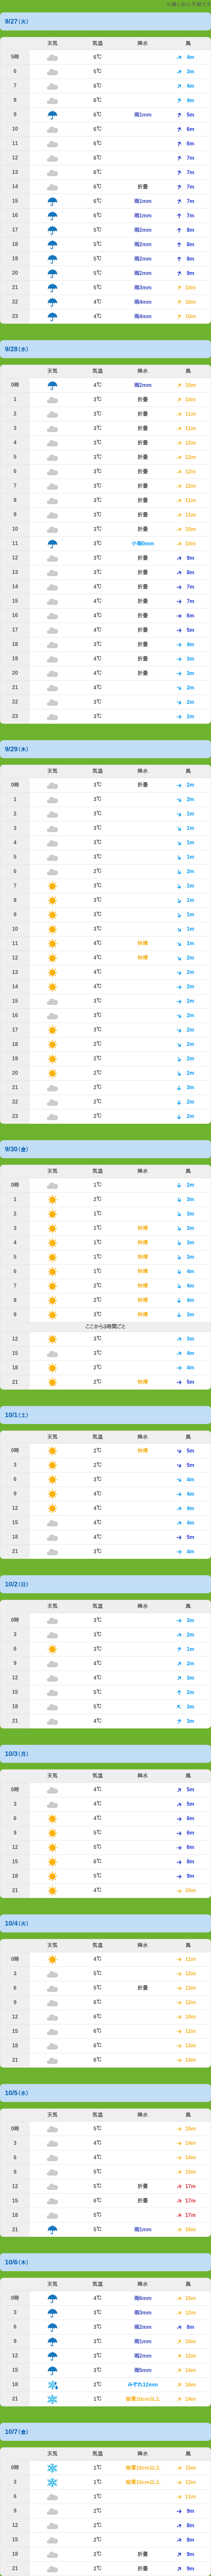 9/27(火)
天気 気温 降水 風
5時 6℃ 4m
6 5℃ 3m
7 6℃ 4m
8 6℃ 4m
9 6℃ 雨1mm 5m
10 6℃ 6m
11 6℃ 6m
12 6℃ 7m
13 6℃ 7m
14 6℃ 折畳 7m
15 6℃ 雨1mm 7m
16 6℃ 雨1mm 7m
17 5℃ 雨2mm 8m
18 5℃ 雨2mm 8m
19 5℃ 雨2mm 8m
20 5℃ 雨2mm 9m
21 5℃ 雨3mm 10m
22 4℃ 雨4mm 10m
23 4℃ 雨4mm 10m
9/28(水)
天気 気温 降水 風
0時 4℃ 雨2mm 10m
1 3℃ 折畳 10m
2 3℃ 折畳 11m
3 3℃ 折畳 11m
4 3℃ 折畳 12m
5 3℃ 折畳 12m
6 3℃ 折畳 12m
7 3℃ 折畳 12m
8 3℃ 折畳 11m
9 3℃ 折畳 11m
10 3℃ 折畳 10m
11 3℃ 小雨0mm 10m
12 3℃ 折畳 9m
13 3℃ 折畳 8m
14 4℃ 折畳 7m
15 4℃ 折畳 7m
16 4℃ 折畳 6m
17 4℃ 折畳 5m
18 3℃ 折畳 4m
19 4℃ 折畳 3m
20 4℃ 折畳 3m
21 4℃ 2m
22 3℃ 2m
23 3℃ 2m
9/29(木)
天気 気温 降水 風
0時 3℃ 折畳 2m
1 3℃ 2m
2 3℃ 1m
3 3℃ 1m
4 3℃ 1m
5 3℃ 1m
6 2℃ 2m
7 3℃ 1m
8 3℃ 1m
9 3℃ 1m
10 3℃ 1m
11 4℃ 快晴 1m
12 4℃ 快晴 2m
13 4℃ 2m
14 4℃ 2m
15 3℃ 2m
16 3℃ 2m
17 3℃ 2m
18 2℃ 2m
19 2℃ 2m
20 2℃ 2m
21 2℃ 3m
22 2℃ 2m
23 2℃ 2m
9/30(金)
天気 気温 降水 風
0時 1℃ 2m
1 2℃ 3m
2 1℃ 3m
3 1℃ 快晴 3m
4 1℃ 快晴 3m
5 1℃ 快晴 3m
6 1℃ 快晴 4m
7 2℃ 快晴 4m
8 2℃ 快晴 4m
9 3℃ 快晴 3m
ここから3時間ごと
12 3℃ 3m
15 3℃ 4m
18 2℃ 4m
21 2℃ 快晴 5m
10/1(土)
天気 気温 降水 風
0時 2℃ 快晴 5m
3 2℃ 5m
6 3℃ 4m
9 4℃ 4m
12 4℃ 4m
15 4℃ 4m
18 4℃ 5m
21 3℃ 4m
10/2(日)
天気 気温 降水 風
0時 3℃ 3m
3 3℃ 2m
6 3℃ 1m
9 4℃ 2m
12 4℃ 3m
15 5℃ 2m
18 5℃ 3m
21 4℃ 3m
10/3(月)
天気 気温 降水 風
0時 4℃ 5m
3 4℃ 5m
6 4℃ 6m
9 5℃ 6m
12 5℃ 6m
15 6℃ 8m
18 5℃ 9m
21 4℃ 10m
10/4(火)
天気 気温 降水 風
0時 4℃ 11m
3 5℃ 12m
6 5℃ 折畳 13m
9 6℃ 12m
12 6℃ 10m
15 6℃ 12m
18 6℃ 13m
21 6℃ 14m
10/5(水)
天気 気温 降水 風
0時 5℃ 15m
3 4℃ 14m
6 4℃ 14m
9 5℃ 15m
12 5℃ 折畳 17m
15 6℃ 折畳 17m
18 5℃ 17m
21 5℃ 雨1mm 16m
10/6(木)
天気 気温 降水 風
0時 4℃ 雨6mm 15m
3 3℃ 雨3mm 12m
6 3℃ 雨2mm 8m
9 3℃ 雨1mm 10m
12 3℃ 雨2mm 12m
15 3℃ 雨5mm 14m
18 2℃ みぞれ12mm 16m
21 1℃ 強雪10cm以上 14m
10/7(金)
天気 気温 降水 風
0時 1℃ 強雪10cm以上 15m
3 1℃ 強雪10cm以上 13m
6 1℃ 11m
9 2℃ 9m
12 2℃ 8m
15 2℃ 8m
18 2℃ 折畳 9m
21 2℃ 折畳 9m